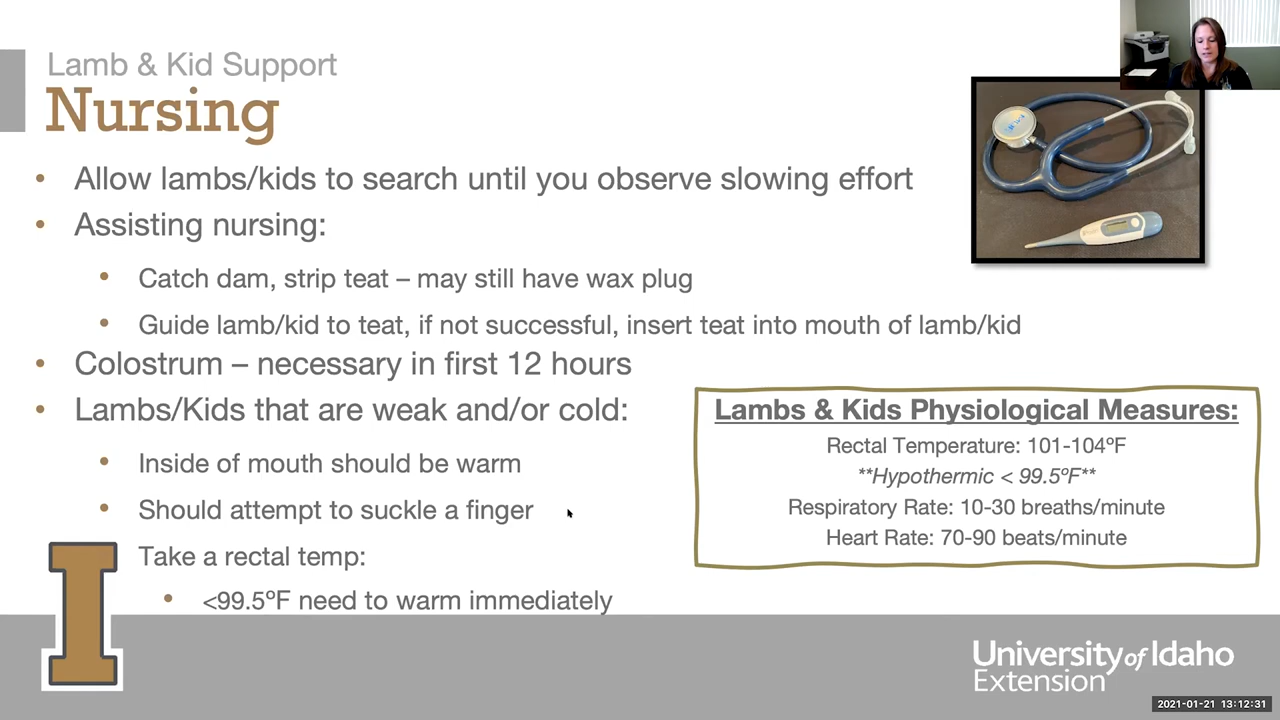 Lamb & Kid Support
Nursing
• Allow lambs/kids to search until you observe slowing effort
• Assisting nursing:
• Catch dam, strip teat – may still have wax plug
• Guide lamb/kid to teat, if not successful, insert teat into mouth of lamb/kid
• Colostrum – necessary in first 12 hours
• Lambs/Kids that are weak and/or cold:
• Inside of mouth should be warm
• Should attempt to suckle a finger
Take a rectal temp:
• <99.5ºF need to warm immediately
Lambs & Kids Physiological Measures:
Rectal Temperature: 101-104ºF
**Hypothermic < 99.5ºF**
Respiratory Rate: 10-30 breaths/minute
Heart Rate: 70-90 beats/minute
I
University of Idaho
Extension
2021-01-21 13:12:31